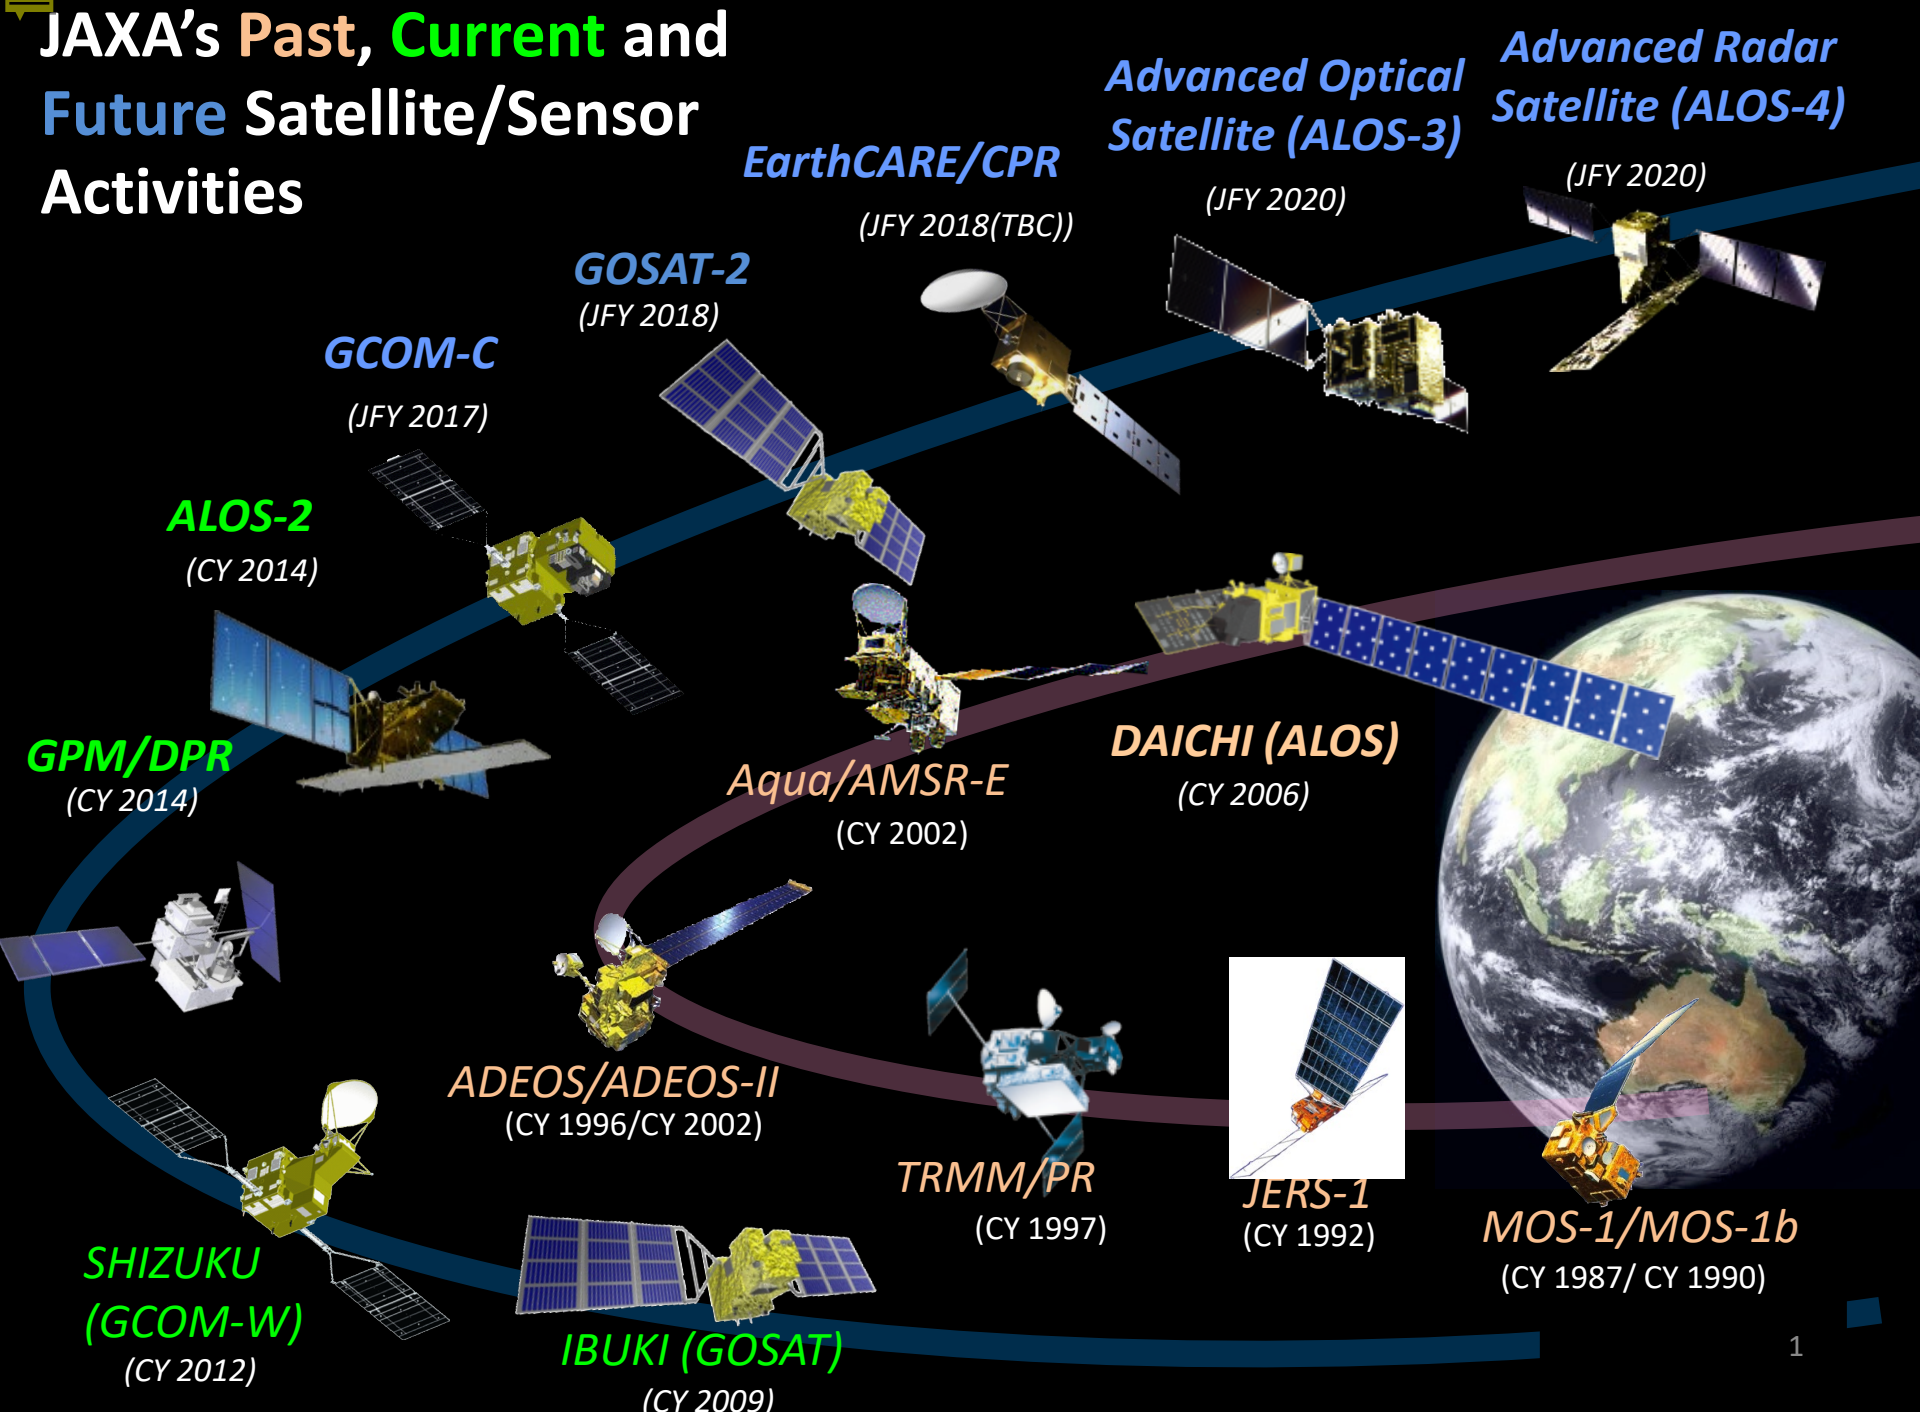 JAXA's Past, Current and
Future Satellite/Sensor
Activities
Advanced Radar
Satellite (ALOS-4)
(JFY 2020)
Advanced Optical
Satellite (ALOS-3)
(JFY 2020)
EarthCARE/CPR
(JFY 2018(TBC))
GOSAT-2
(JFY 2018)
GCOM-C
(JFY 2017)
ALOS-2
(CY 2014)
GPM/DPR
(CY 2014)
Aqua/AMSR-E
(CY 2002)
DAICHI (ALOS)
(CY 2006)
ADEOS/ADEOS-II
(CY 1996/CY 2002)
TRMM/PR
(CY 1997)
JERS-1
(CY 1992)
MOS-1/MOS-1b
(CY 1987/ CY 1990)
SHIZUKU
(GCOM-W)
(CY 2012)
IBUKI (GOSAT)
(CY 2009)
1